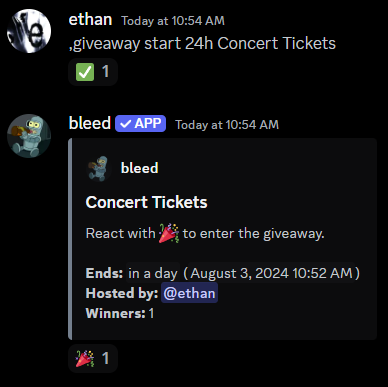 ethan Today at 10:54 AM
,giveaway start 24h Concert Tickets
✅ 1
bleed ✓ APP Today at 10:54 AM
bleed
Concert Tickets
React with 🎉 to enter the giveaway.
Ends: in a day (August 3, 2024 10:52 AM)
Hosted by: @ethan
Winners: 1
🎉 1